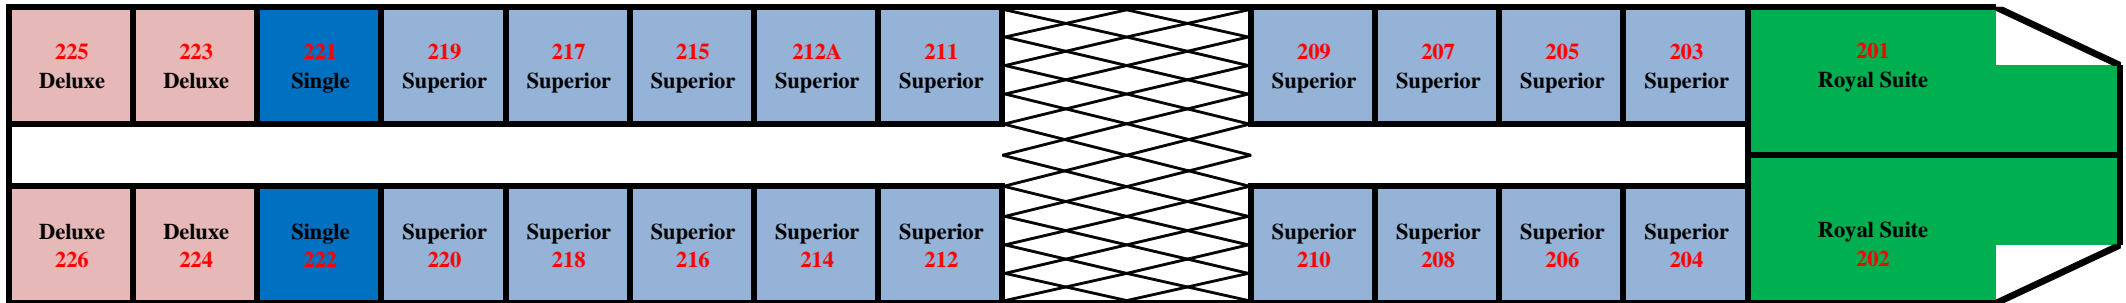 225
Deluxe
223
Deluxe
221
Single
219
Superior
217
Superior
215
Superior
212A
Superior
211
Superior
209
Superior
207
Superior
205
Superior
203
Superior
201
Royal Suite
Deluxe
226
Deluxe
224
Single
222
Superior
220
Superior
218
Superior
216
Superior
214
Superior
212
Superior
210
Superior
208
Superior
206
Superior
204
Royal Suite
202